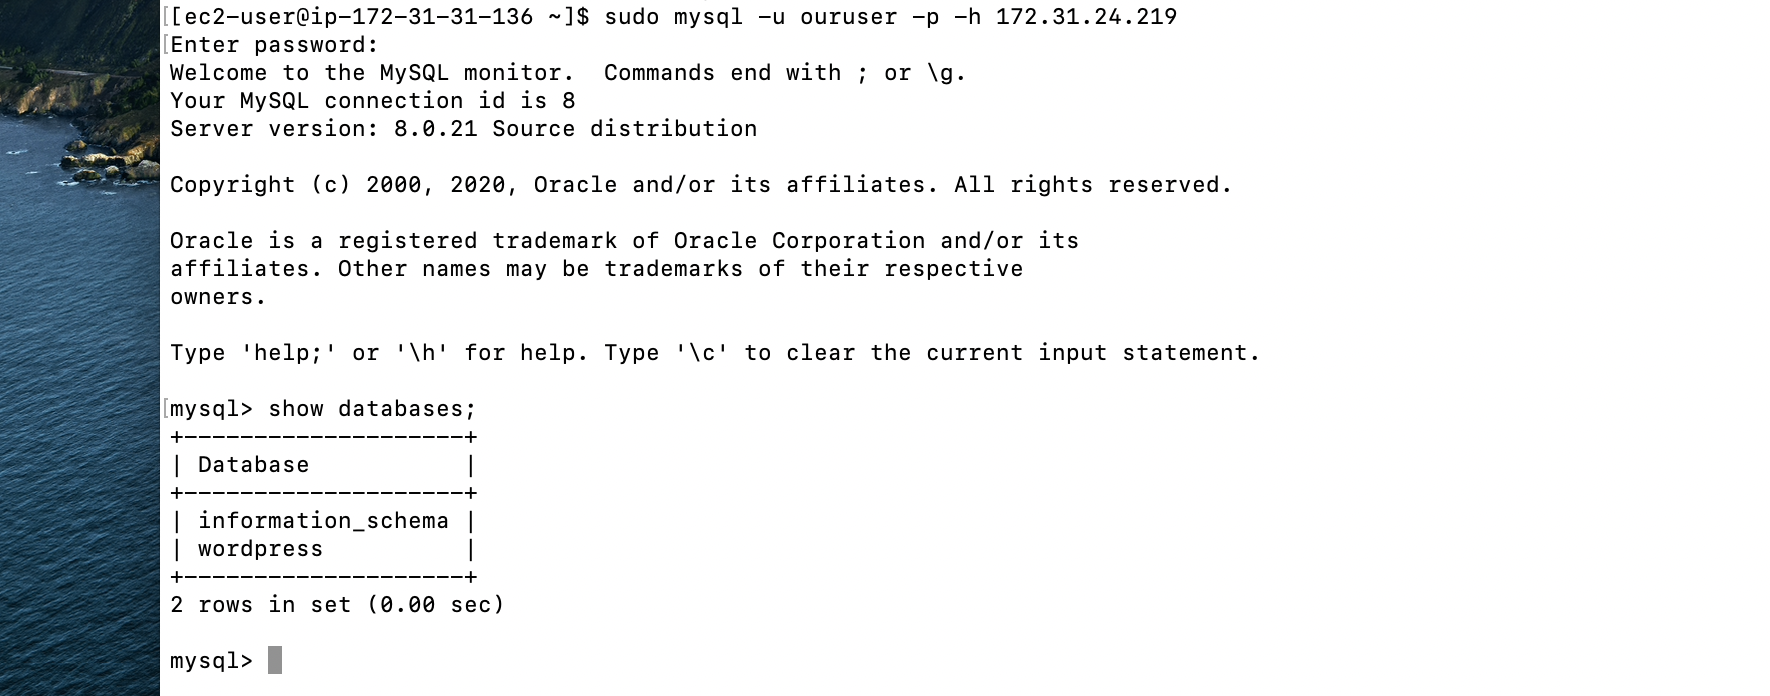 [[ec2-user@ip-172-31-31-136 ~]$ sudo mysql -u ouruser -p -h 172.31.24.219
[Enter password:
Welcome to the MySQL monitor.  Commands end with ; or \g.
Your MySQL connection id is 8
Server version: 8.0.21 Source distribution

Copyright (c) 2000, 2020, Oracle and/or its affiliates. All rights reserved.

Oracle is a registered trademark of Oracle Corporation and/or its
affiliates. Other names may be trademarks of their respective
owners.

Type 'help;' or '\h' for help. Type '\c' to clear the current input statement.

[mysql> show databases;
+--------------------+
| Database           |
+--------------------+
| information_schema |
| wordpress          |
+--------------------+
2 rows in set (0.00 sec)

mysql>